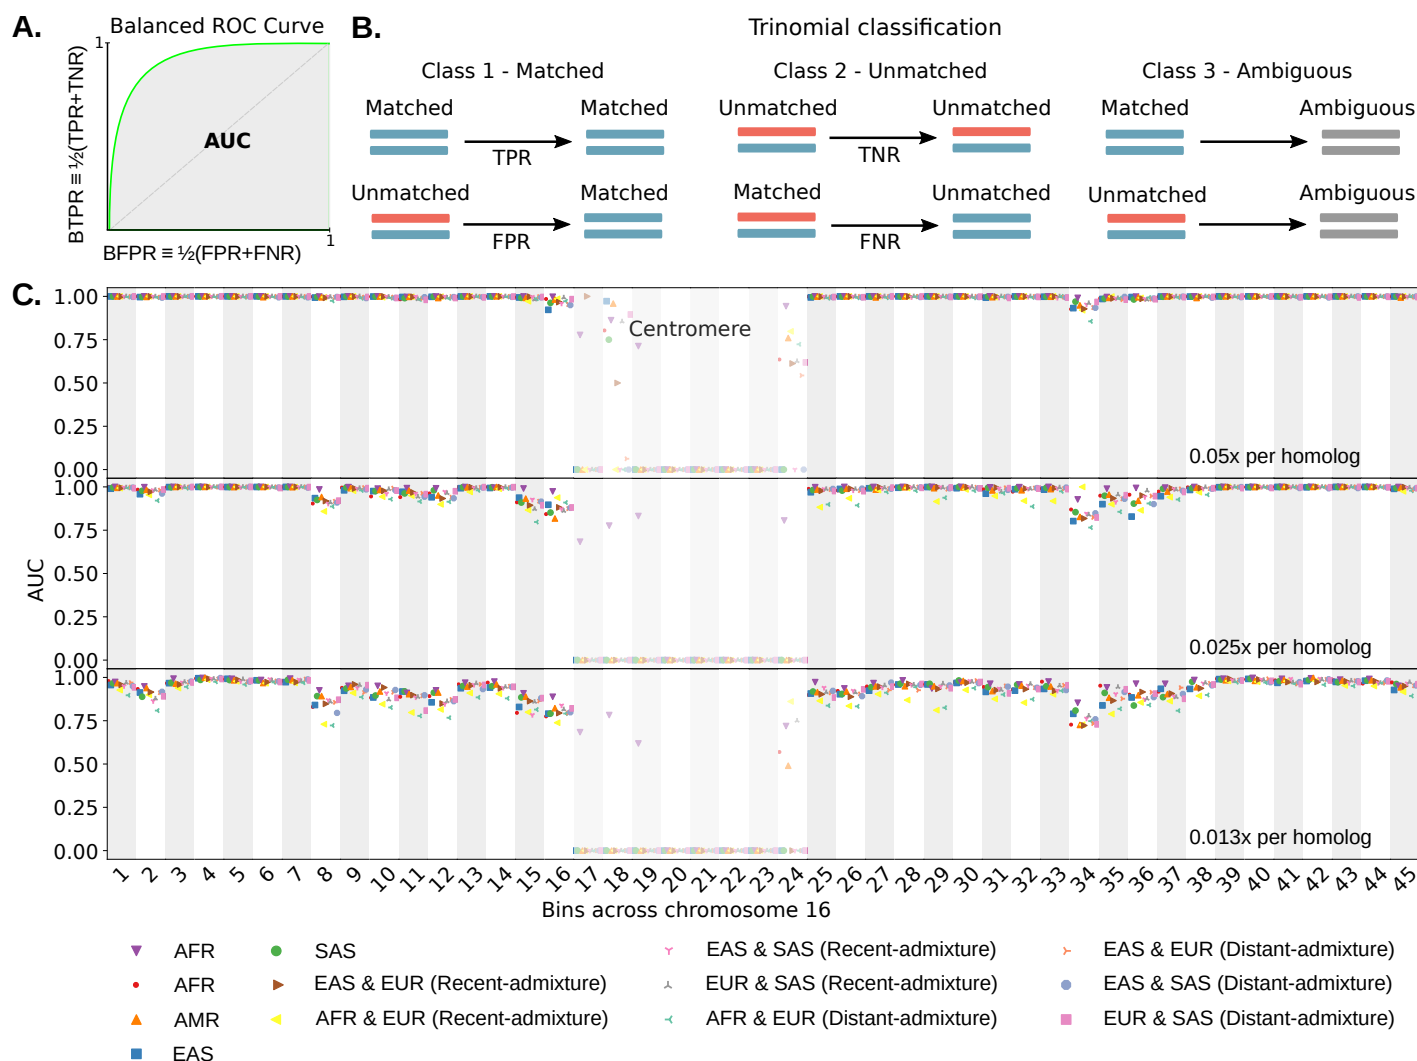 A.
Balanced ROC Curve
1
BTPR ≡ ½(TPR+TNR)
AUC
1
BFPR ≡ ½(FPR+FNR)
B.
Trinomial classification
Class 1 - Matched
Class 2 - Unmatched
Class 3 - Ambiguous
Matched
Matched
Unmatched
Unmatched
Matched
Ambiguous
TPR
TNR
Unmatched
Matched
Matched
Unmatched
Unmatched
Ambiguous
FPR
FNR
C.
1.00
0.75
0.50
0.25
0.00
Centromere
0.05x per homolog
1.00
0.75
0.50
0.25
0.00
AUC
0.025x per homolog
1.00
0.75
0.50
0.25
0.00
0.013x per homolog
1 2 3 4 5 6 7 8 9 10 11 12 13 14 15 16 17 18 19 20 21 22 23 24 25 26 27 28 29 30 31 32 33 34 35 36 37 38 39 40 41 42 43 44 45
Bins across chromosome 16
AFR SAS EAS & SAS (Recent-admixture) EAS & EUR (Distant-admixture)
AFR EAS & EUR (Recent-admixture) EUR & SAS (Recent-admixture) EAS & SAS (Distant-admixture)
AMR AFR & EUR (Recent-admixture) AFR & EUR (Distant-admixture) EUR & SAS (Distant-admixture)
EAS